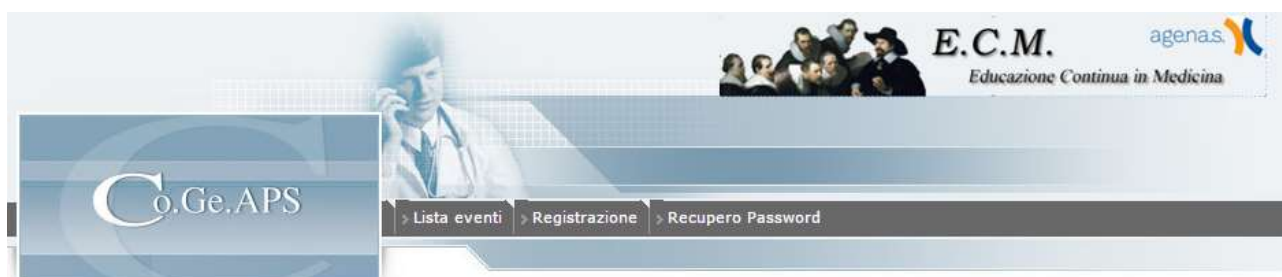 E.C.M.
agenas.
Educazione Continua in Medicina
Co.Ge.APS
Lista eventi
Registrazione
Recupero Password